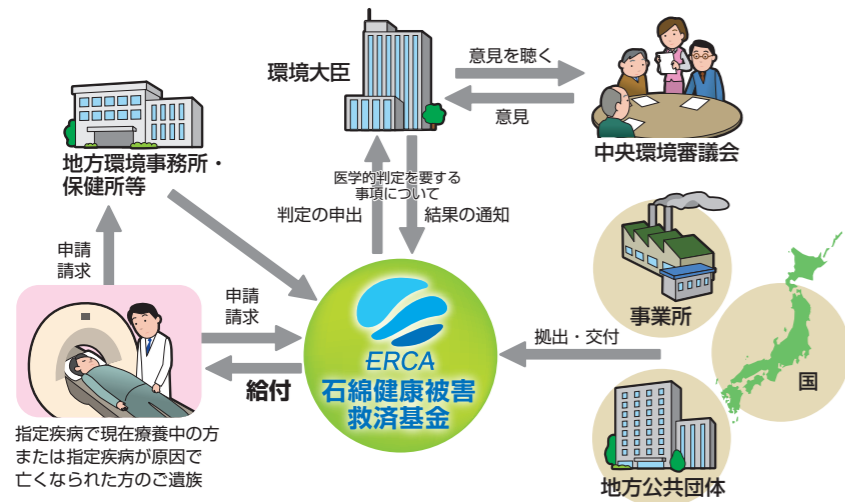 環境大臣
意見を聴く
意見
中央環境審議会
地方環境事務所・
保健所等
医学的判定を要する
事項について
判定の申出
結果の通知
申請
請求
申請
請求
給付
ERCA
石綿健康被害
救済基金
拠出・交付
事業所
国
地方公共団体
指定疾病で現在療養中の方
または指定疾病が原因で
亡くなられた方のご遺族